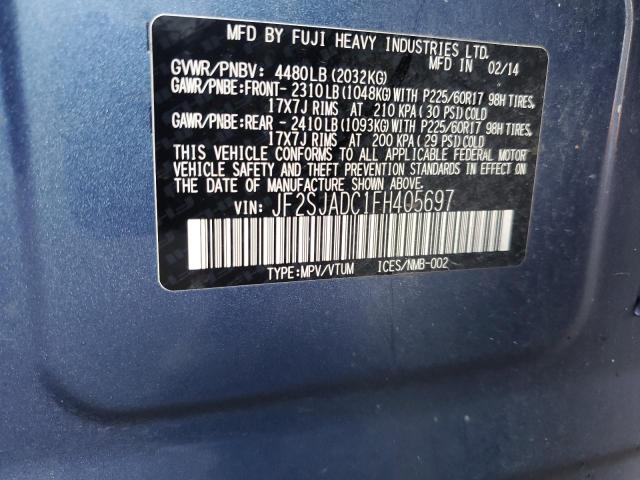 MFD BY FUJI HEAVY INDUSTRIES LTD.
MFD IN 02/14
GVWR/PNBV: 4480LB (2032KG)
GAWR/PNBE:FRONT- 2310LB (1048KG) WITH P225/60R17 98H TIRES,
17X7J RIMS AT 210 KPA (30 PSI) COLD
GAWR/PNBE:REAR - 2410LB (1093KG) WITH P225/60R17 98H TIRES,
17X7J RIMS AT 200 KPA (29 PSI) COLD
THIS VEHICLE CONFORMS TO ALL APPLICABLE FEDERAL MOTOR
VEHICLE SAFETY AND THEFT PREVENTION STANDARDS IN EFFECT ON
THE DATE OF MANUFACTURE SHOWN ABOVE.
VIN: JF2SJADC1FH405697
TYPE:MPV/VTUM ICES/NMB-002